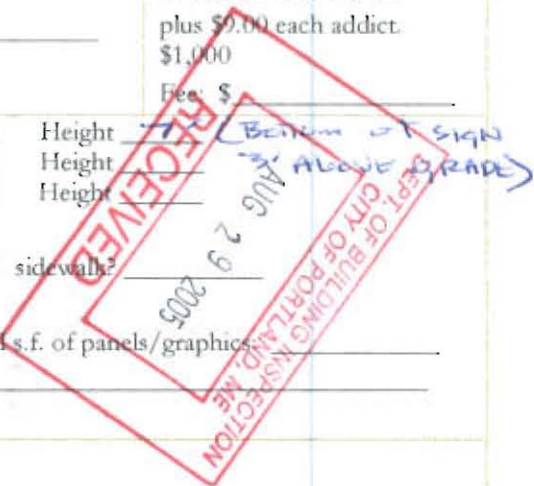 plus $9.00 each addict.
$1,000
Fee: $
Height (Bottom of SIGN
Height 3' ABOVE GRADE)
Height
sidewalk?
s.f. of panels/graphics:
RECEIVED
AUG 29 2005
DEPT. OF BUILDING INSPECTION
CITY OF PORTLAND, ME